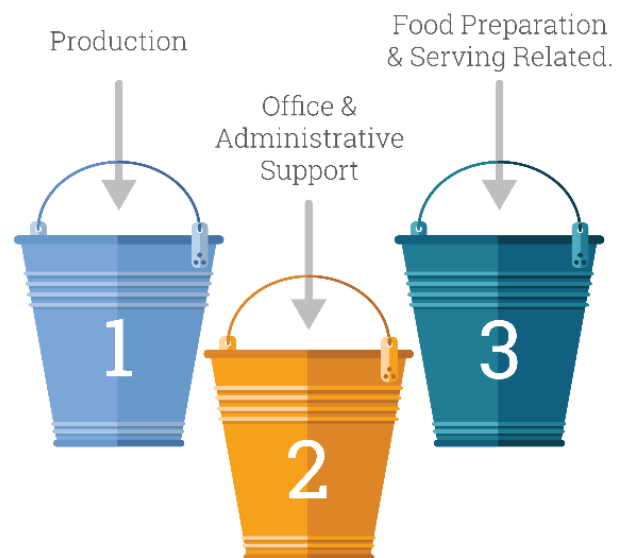 Production
1
Office &
Administrative
Support
2
Food Preparation
& Serving Related.
3